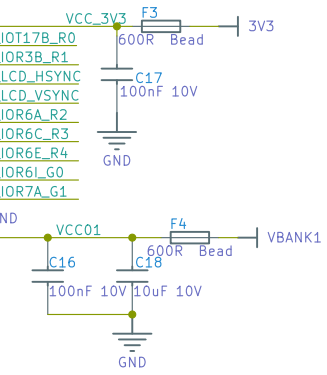 VCC_3V3 F3 3V3
600R Bead
IOT17B_R0
IOR3B_R1
LCD_HSYNC C17
LCD_VSYNC 100nF 10V
IOR6A_R2
IOR6C_R3
IOR6E_R4 GND
IOR6I_G0
IOR7A_G1
ND
VCCO1 F4 VBANK1
600R Bead
C16 C18
100nF 10V 10uF 10V
GND